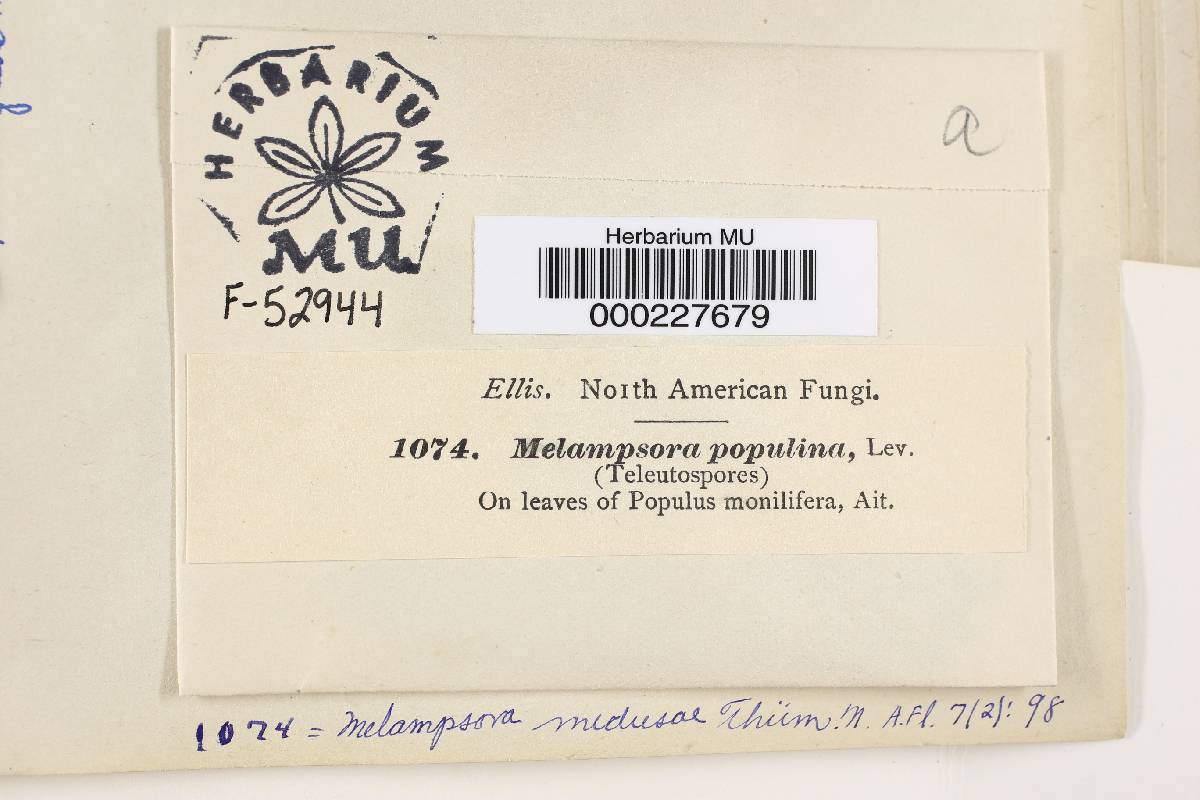 HERBARIUM
MU
a
F-52944
Herbarium MU
000227679
Ellis. North American Fungi.
1074. Melampsora populina, Lev.
(Teleutospores)
On leaves of Populus monilifera, Ait.
1074 = Melampsora medusae Thüm. N. A. Fl. 7(2): 98